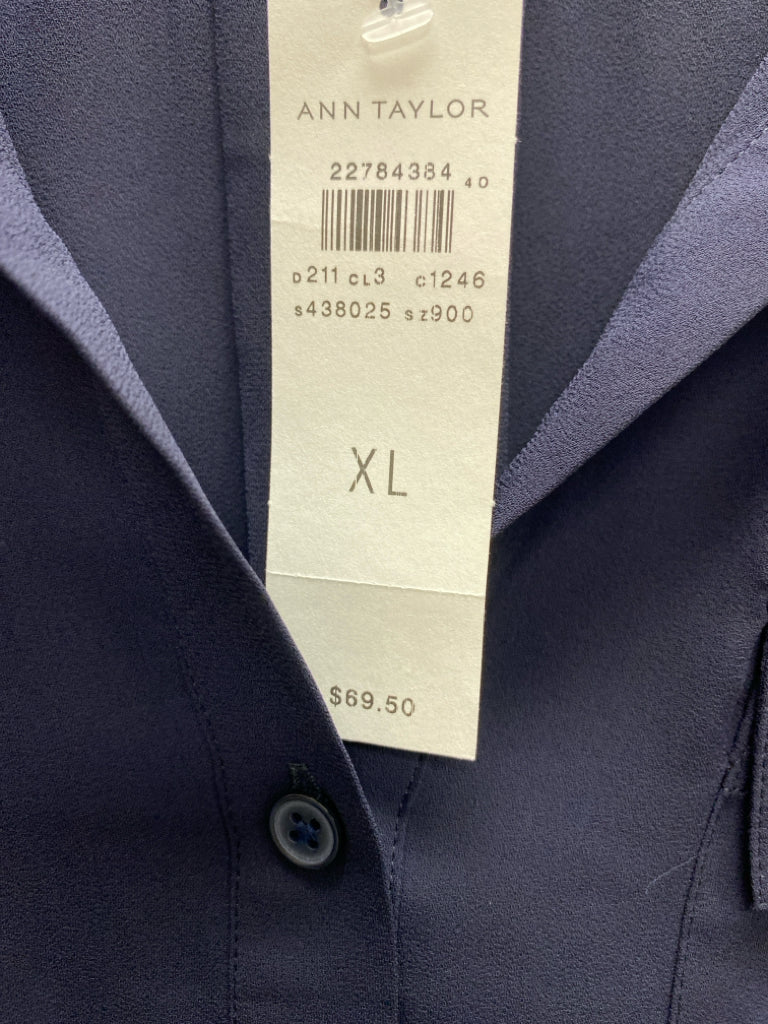 ANN TAYLOR
22784384 40
D211 CL3 C1246
S438025 SZ900
XL
$69.50